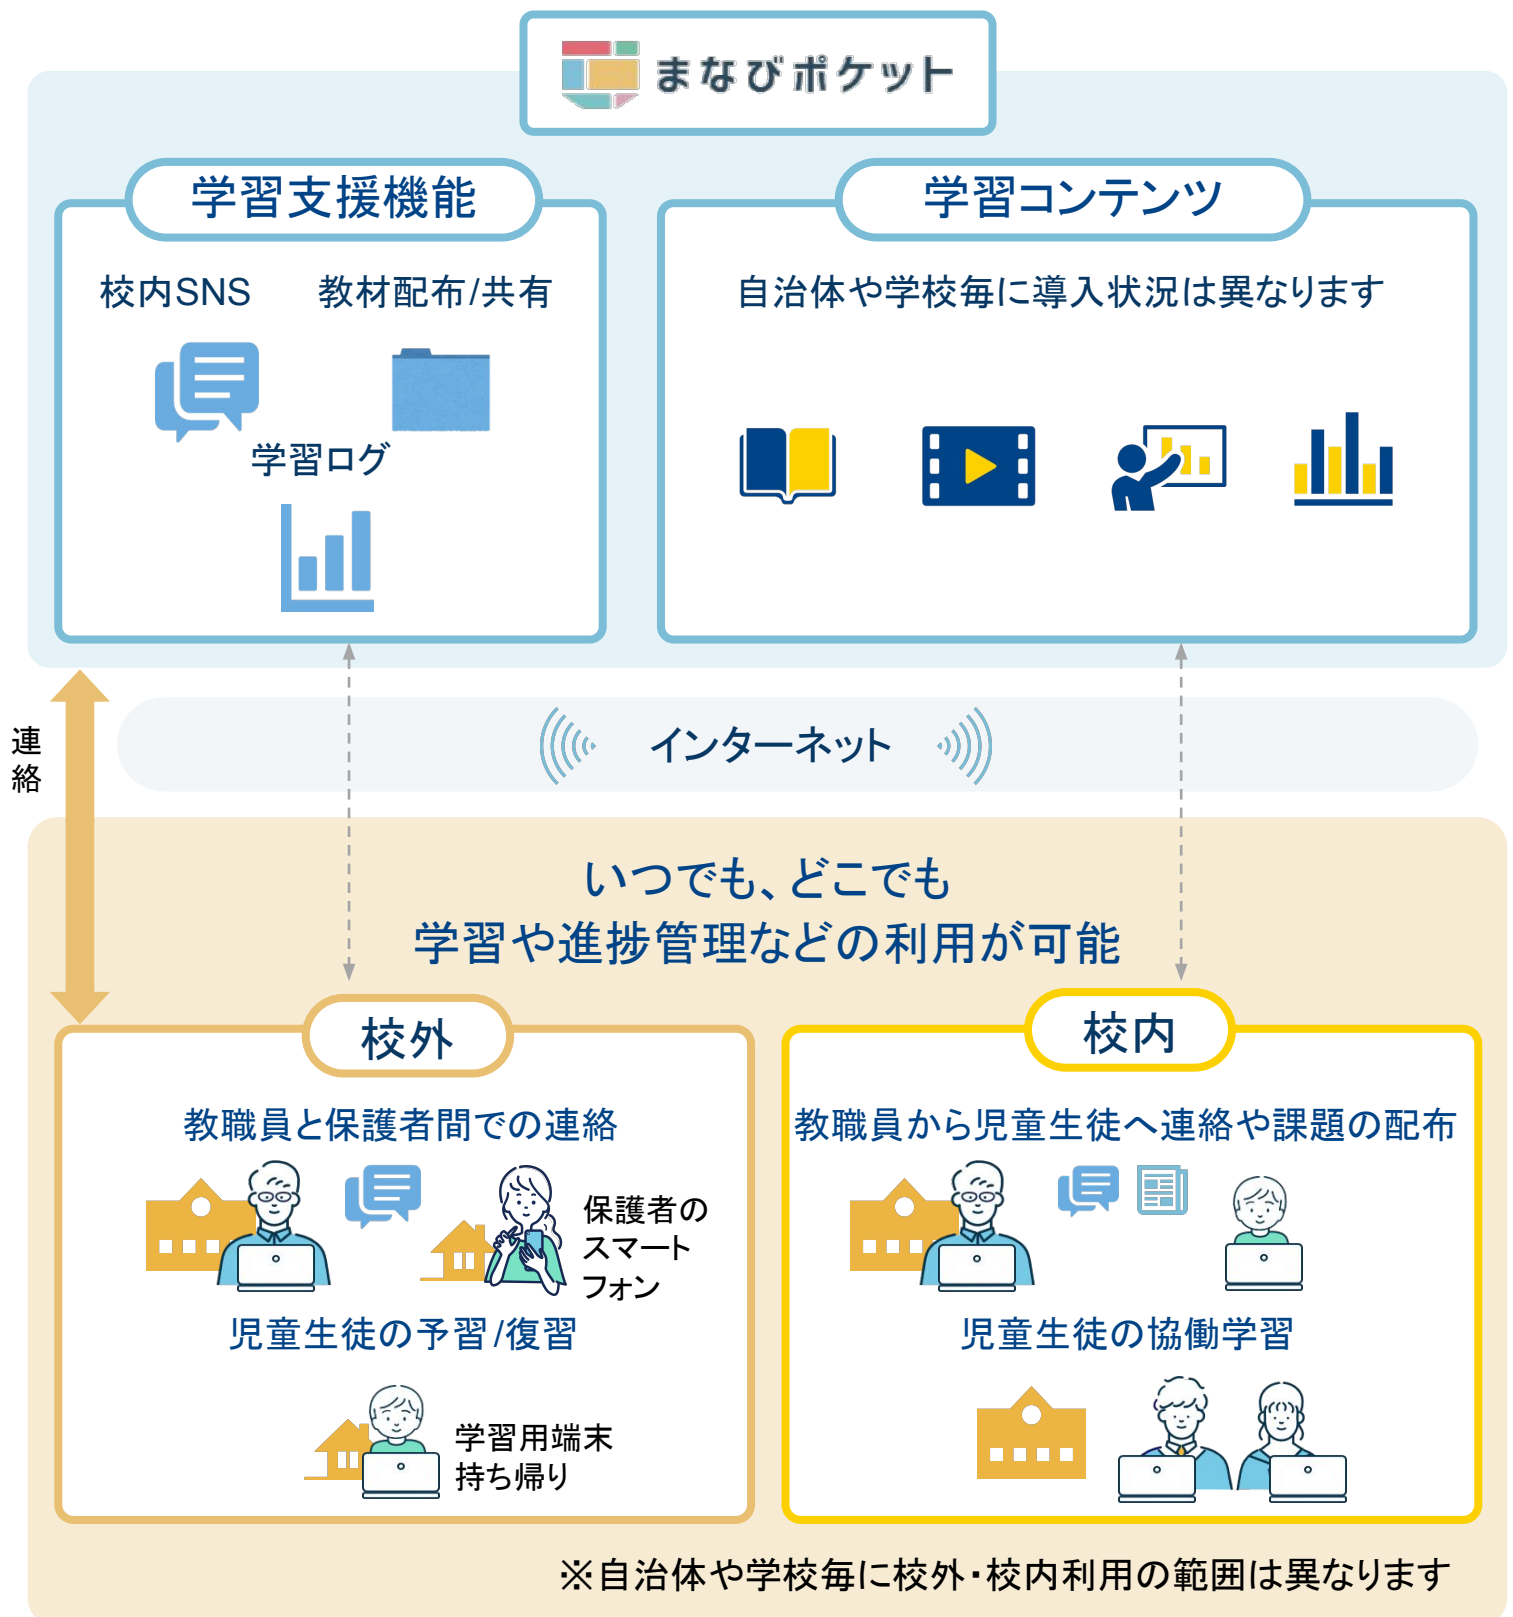 まなびポケット
学習支援機能
学習コンテンツ
校内SNS
教材配布/共有
学習ログ
自治体や学校毎に導入状況は異なります
連
絡
インターネット
いつでも、どこでも
学習や進捗管理などの利用が可能
校外
教職員と保護者間での連絡
保護者の
スマート
フォン
児童生徒の予習/復習
学習用端末
持ち帰り
校内
教職員から児童生徒へ連絡や課題の配布
児童生徒の協働学習
※自治体や学校毎に校外・校内利用の範囲は異なります